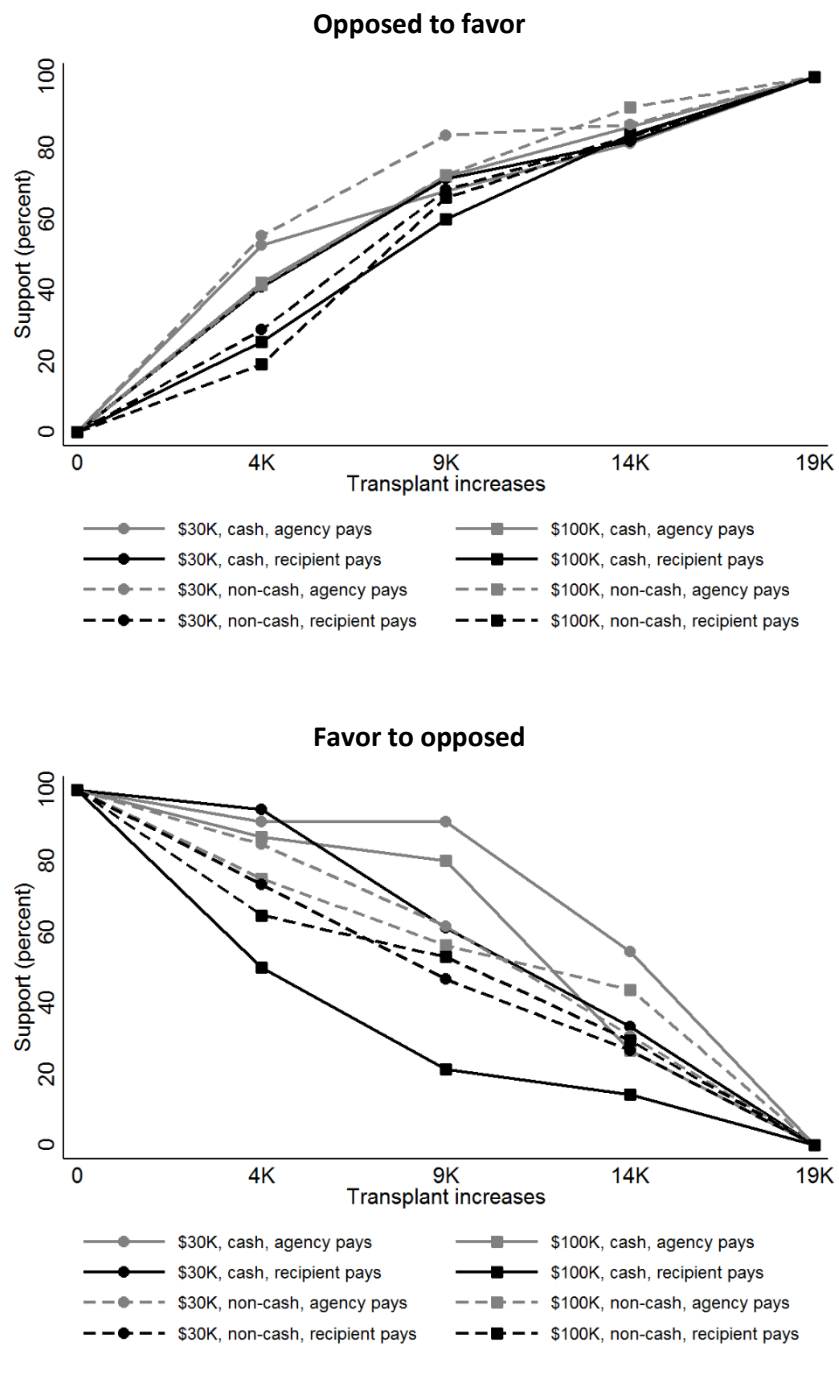 Opposed to favor
Support (percent)
100
80
60
40
20
0
0 4K 9K 14K 19K
Transplant increases
$30K, cash, agency pays $100K, cash, agency pays
$30K, cash, recipient pays $100K, cash, recipient pays
$30K, non-cash, agency pays $100K, non-cash, agency pays
$30K, non-cash, recipient pays $100K, non-cash, recipient pays
Favor to opposed
Support (percent)
100
80
60
40
20
0
0 4K 9K 14K 19K
Transplant increases
$30K, cash, agency pays $100K, cash, agency pays
$30K, cash, recipient pays $100K, cash, recipient pays
$30K, non-cash, agency pays $100K, non-cash, agency pays
$30K, non-cash, recipient pays $100K, non-cash, recipient pays